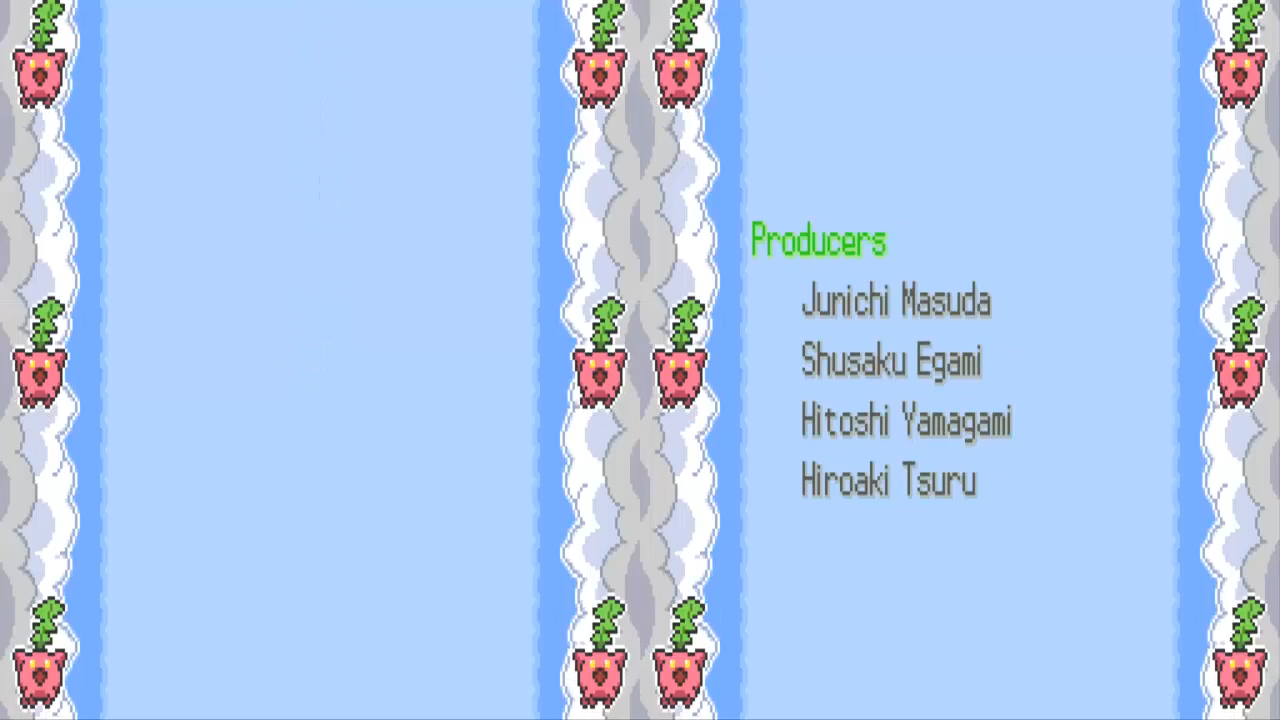 Producers
Junichi Masuda
Shusaku Egami
Hitoshi Yamagami
Hiroaki Tsuru